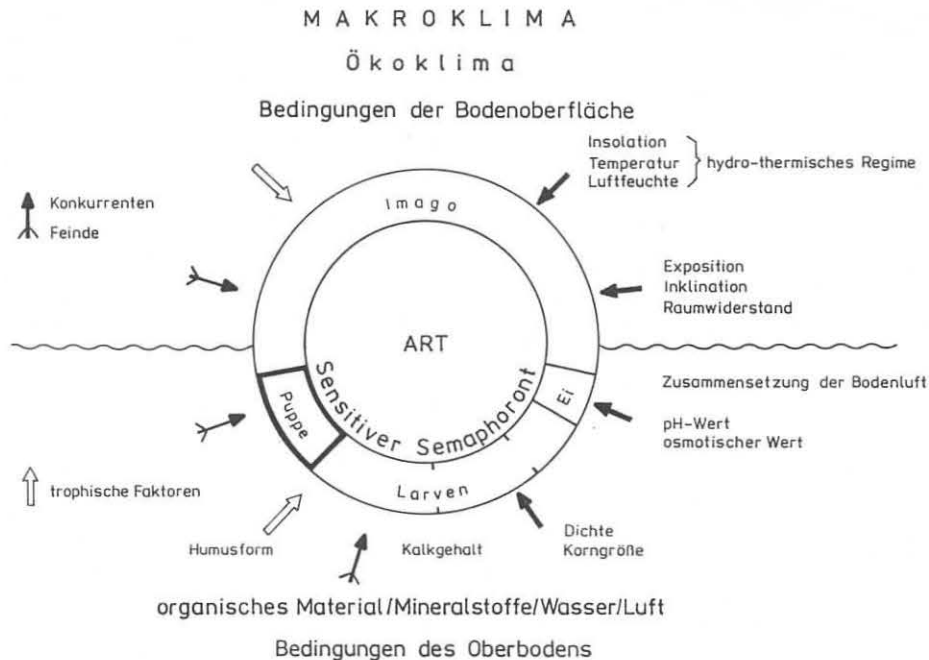 MAKROKLIMA
Ökoklima
Bedingungen der Bodenoberfläche
Insolation
Temperatur
Luftfeuchte
hydro-thermisches Regime
Imago
Konkurrenten
Feinde
Exposition
Inklination
Raumwiderstand
ART
Sensitiver Semaphoront
Zusammensetzung der Bodenluft
Ei
Puppe
pH-Wert
osmotischer Wert
trophische Faktoren
Larven
Dichte
Korngröße
Humusform
Kalkgehalt
organisches Material/Mineralstoffe/Wasser/Luft
Bedingungen des Oberbodens